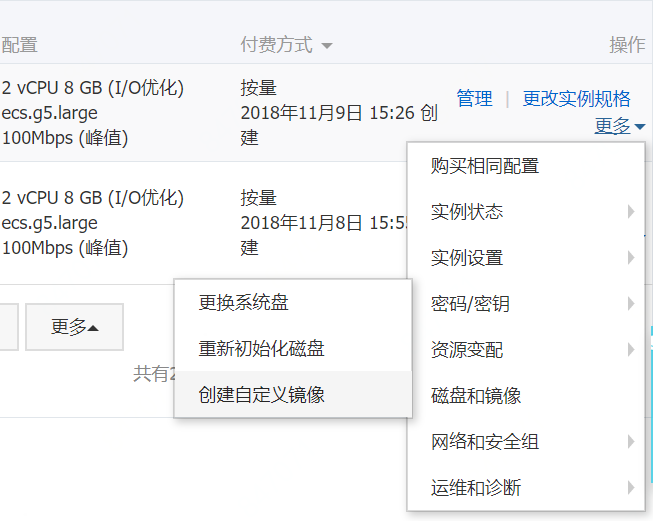 配置
付费方式
操作
2 vCPU 8 GB (I/O优化)
ecs.g5.large
100Mbps (峰值)
按量
2018年11月9日 15:26 创
建
管理 | 更改实例规格
更多
2 vCPU 8 GB (I/O优化)
ecs.g5.large
100Mbps (峰值)
按量
2018年11月8日 15:55
建
购买相同配置
实例状态
实例设置
密码/密钥
资源变配
磁盘和镜像
网络和安全组
运维和诊断
更换系统盘
重新初始化磁盘
创建自定义镜像
更多
共有2